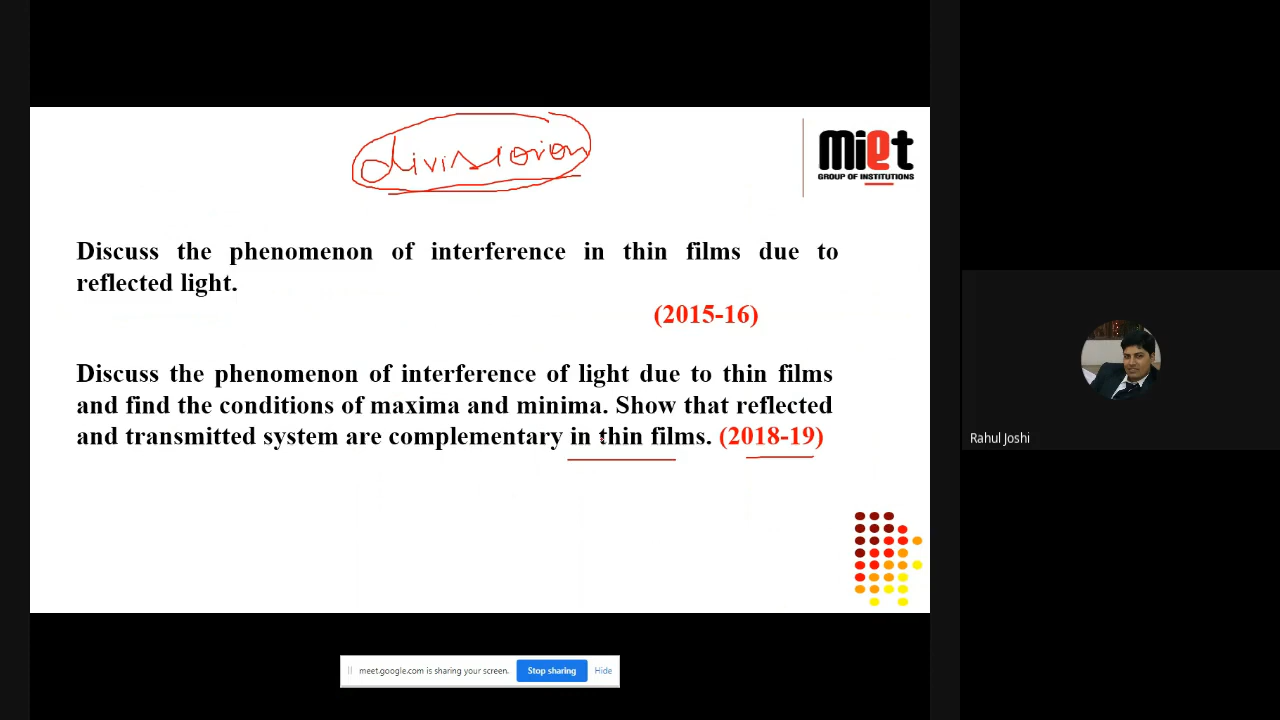 division
miet
GROUP OF INSTITUTIONS
Discuss the phenomenon of interference in thin films due to
reflected light.
(2015-16)
Discuss the phenomenon of interference of light due to thin films
and find the conditions of maxima and minima. Show that reflected
and transmitted system are complementary in thin films. (2018-19)
Rahul Joshi
meet.google.com is sharing your screen.
Stop sharing
Hide